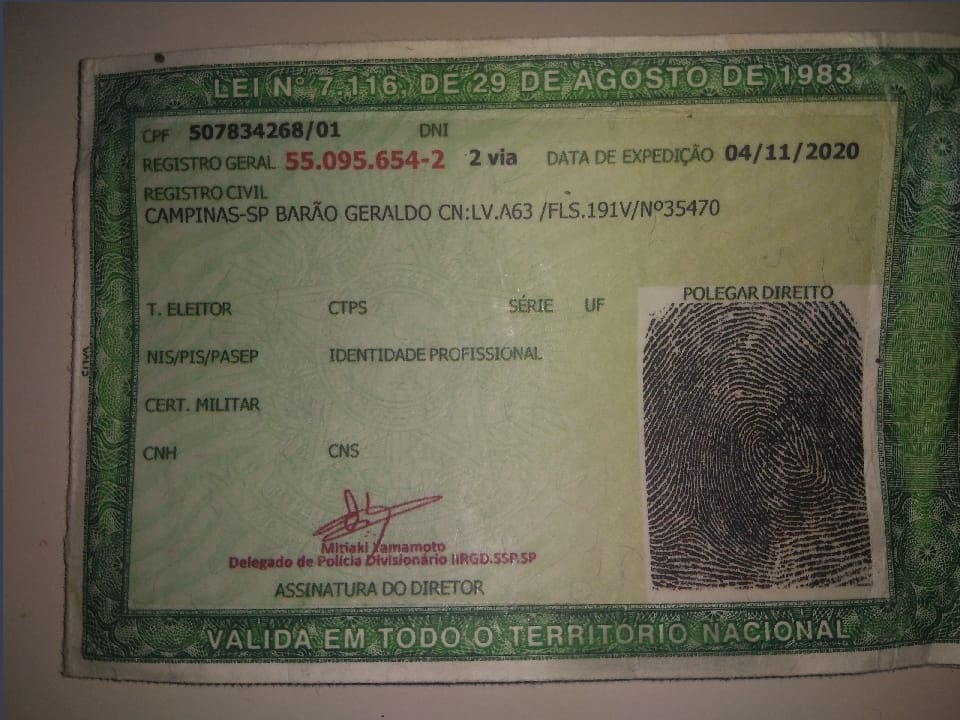 LEI Nº 7.116, DE 29 DE AGOSTO DE 1983
CPF 507834268/01 DNI
REGISTRO GERAL 55.095.654-2 2 via DATA DE EXPEDIÇÃO 04/11/2020
REGISTRO CIVIL
CAMPINAS-SP BARÃO GERALDO CN:LV.A63 /FLS.191V/Nº35470
POLEGAR DIREITO
T. ELEITOR CTPS SÉRIE UF
NIS/PIS/PASEP IDENTIDADE PROFISSIONAL
CERT. MILITAR
CNH CNS
Mitiaki Yamamoto
Delegado de Polícia Divisionário IIRGD.SSP.SP
ASSINATURA DO DIRETOR
VALIDA EM TODO O TERRITORIO NACIONAL